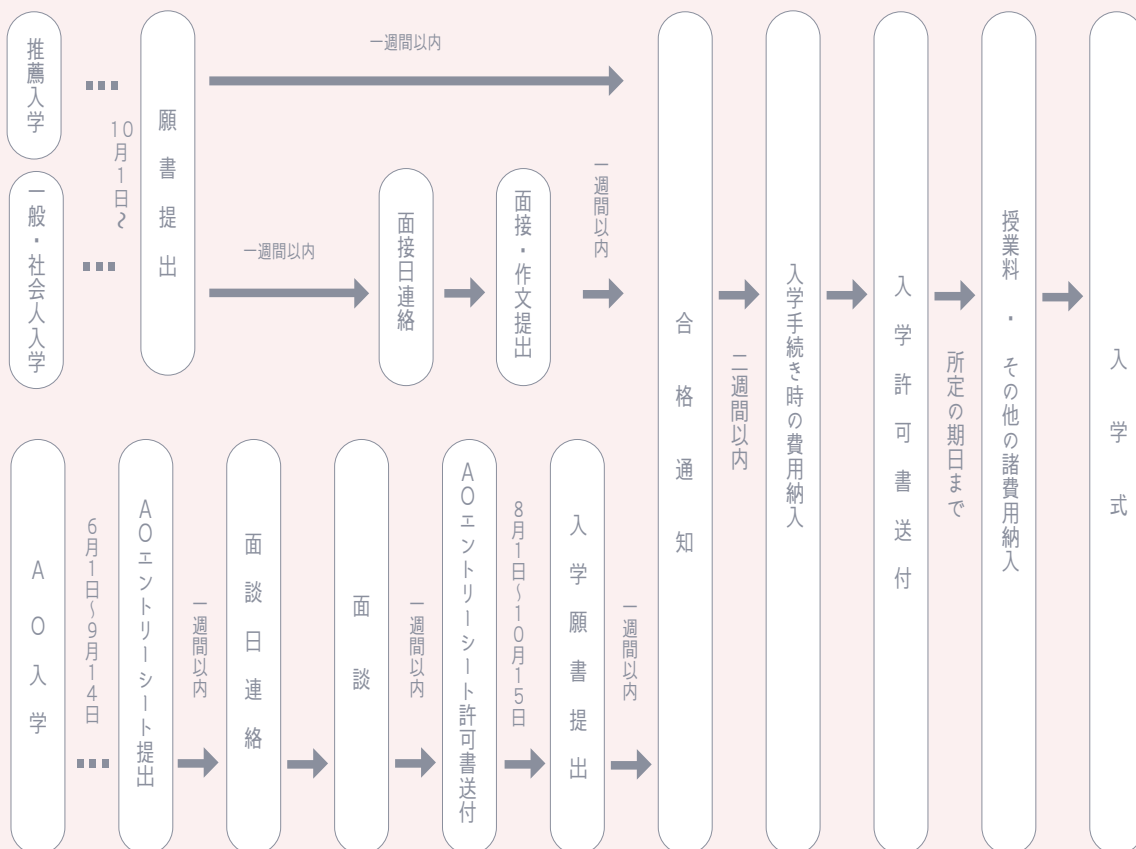 推薦入学
一般・社会人入学
10月1日～
願書提出
一週間以内
一週間以内
面接日連絡
面接・作文提出
一週間以内
AO入学
6月1日～9月14日
AOエントリーシート提出
一週間以内
面談日連絡
面談
一週間以内
AOエントリーシート許可書送付
8月1日～10月15日
入学願書提出
一週間以内
合格通知
二週間以内
入学手続き時の費用納入
入学許可書送付
所定の期日まで
授業料・その他の諸費用納入
入学式